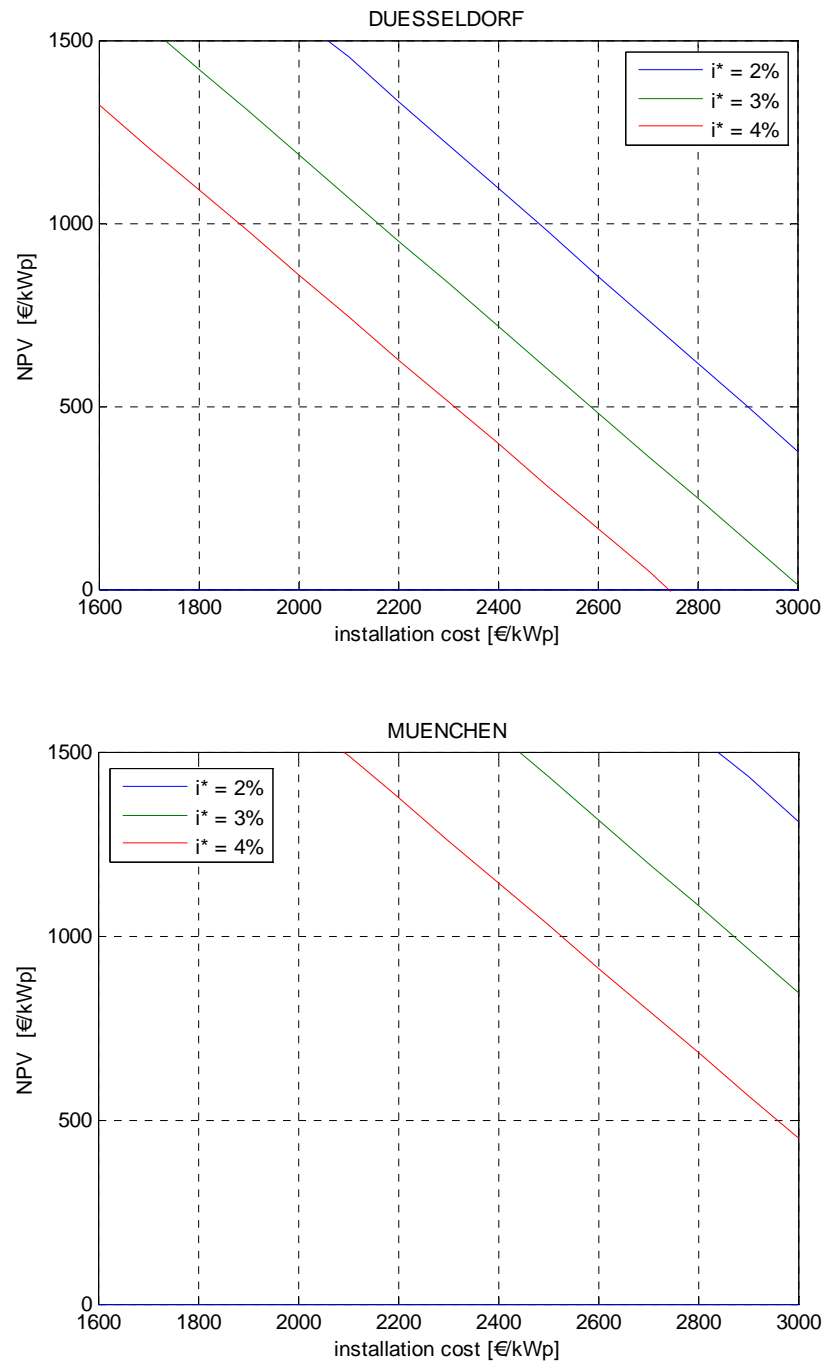 DUESSELDORF
1500
1000
500
0
NPV [€/kWp]
i* = 2%
i* = 3%
i* = 4%
1600 1800 2000 2200 2400 2600 2800 3000
installation cost [€/kWp]
MUENCHEN
1500
1000
500
0
NPV [€/kWp]
i* = 2%
i* = 3%
i* = 4%
1600 1800 2000 2200 2400 2600 2800 3000
installation cost [€/kWp]